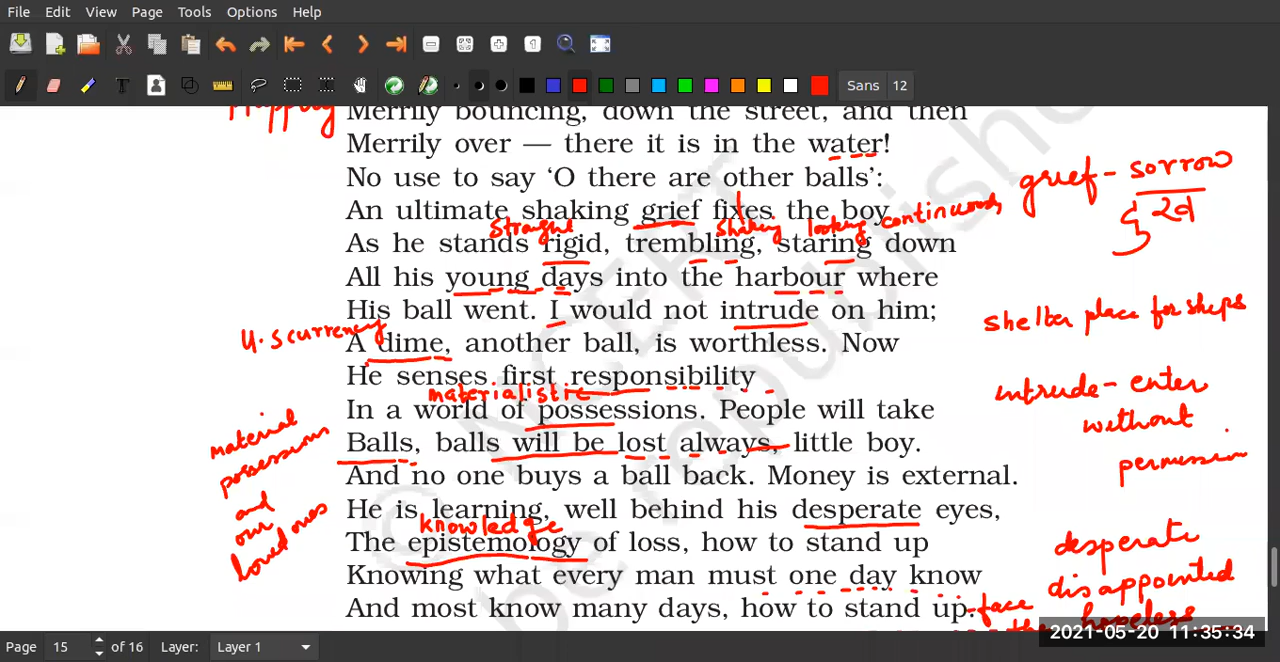 File Edit View Page Tools Options Help
Sans 12
Merrily bouncing, down the street, and then
Merrily over — there it is in the water!
No use to say 'O there are other balls':
grief - sorrow
An ultimate shaking grief fixes the boy
straight shaking looking continuously
As he stands rigid, trembling, staring down
All his young days into the harbour where
His ball went. I would not intrude on him;
shelter place for ships
U.S currency
A dime, another ball, is worthless. Now
He senses first responsibility
materialistic
intrude - enter
without
permission
In a world of possessions. People will take
material
possessions
and
our
loved ones
Balls, balls will be lost always, little boy.
And no one buys a ball back. Money is external.
He is learning, well behind his desperate eyes,
knowledge
The epistemology of loss, how to stand up
desperate
disappointed
hopeless
Knowing what every man must one day know
And most know many days, how to stand up.
- face
the
2021-05-20 11:35:34
Page 15 of 16 Layer: Layer 1
NCERT
be republished